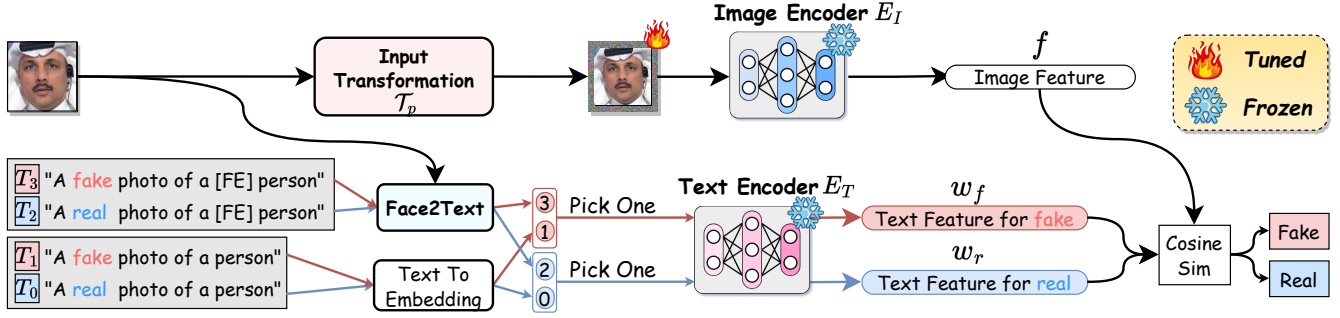 Image Encoder E_I
Input
Transformation
𝒯_p
f
Image Feature
Tuned
Frozen
T_3 "A fake photo of a [FE] person"
T_2 "A real photo of a [FE] person"
T_1 "A fake photo of a person"
T_0 "A real photo of a person"
Face2Text
Text To
Embedding
3
1
2
0
Pick One
Pick One
Text Encoder E_T
w_f
Text Feature for fake
w_r
Text Feature for real
Cosine
Sim
Fake
Real